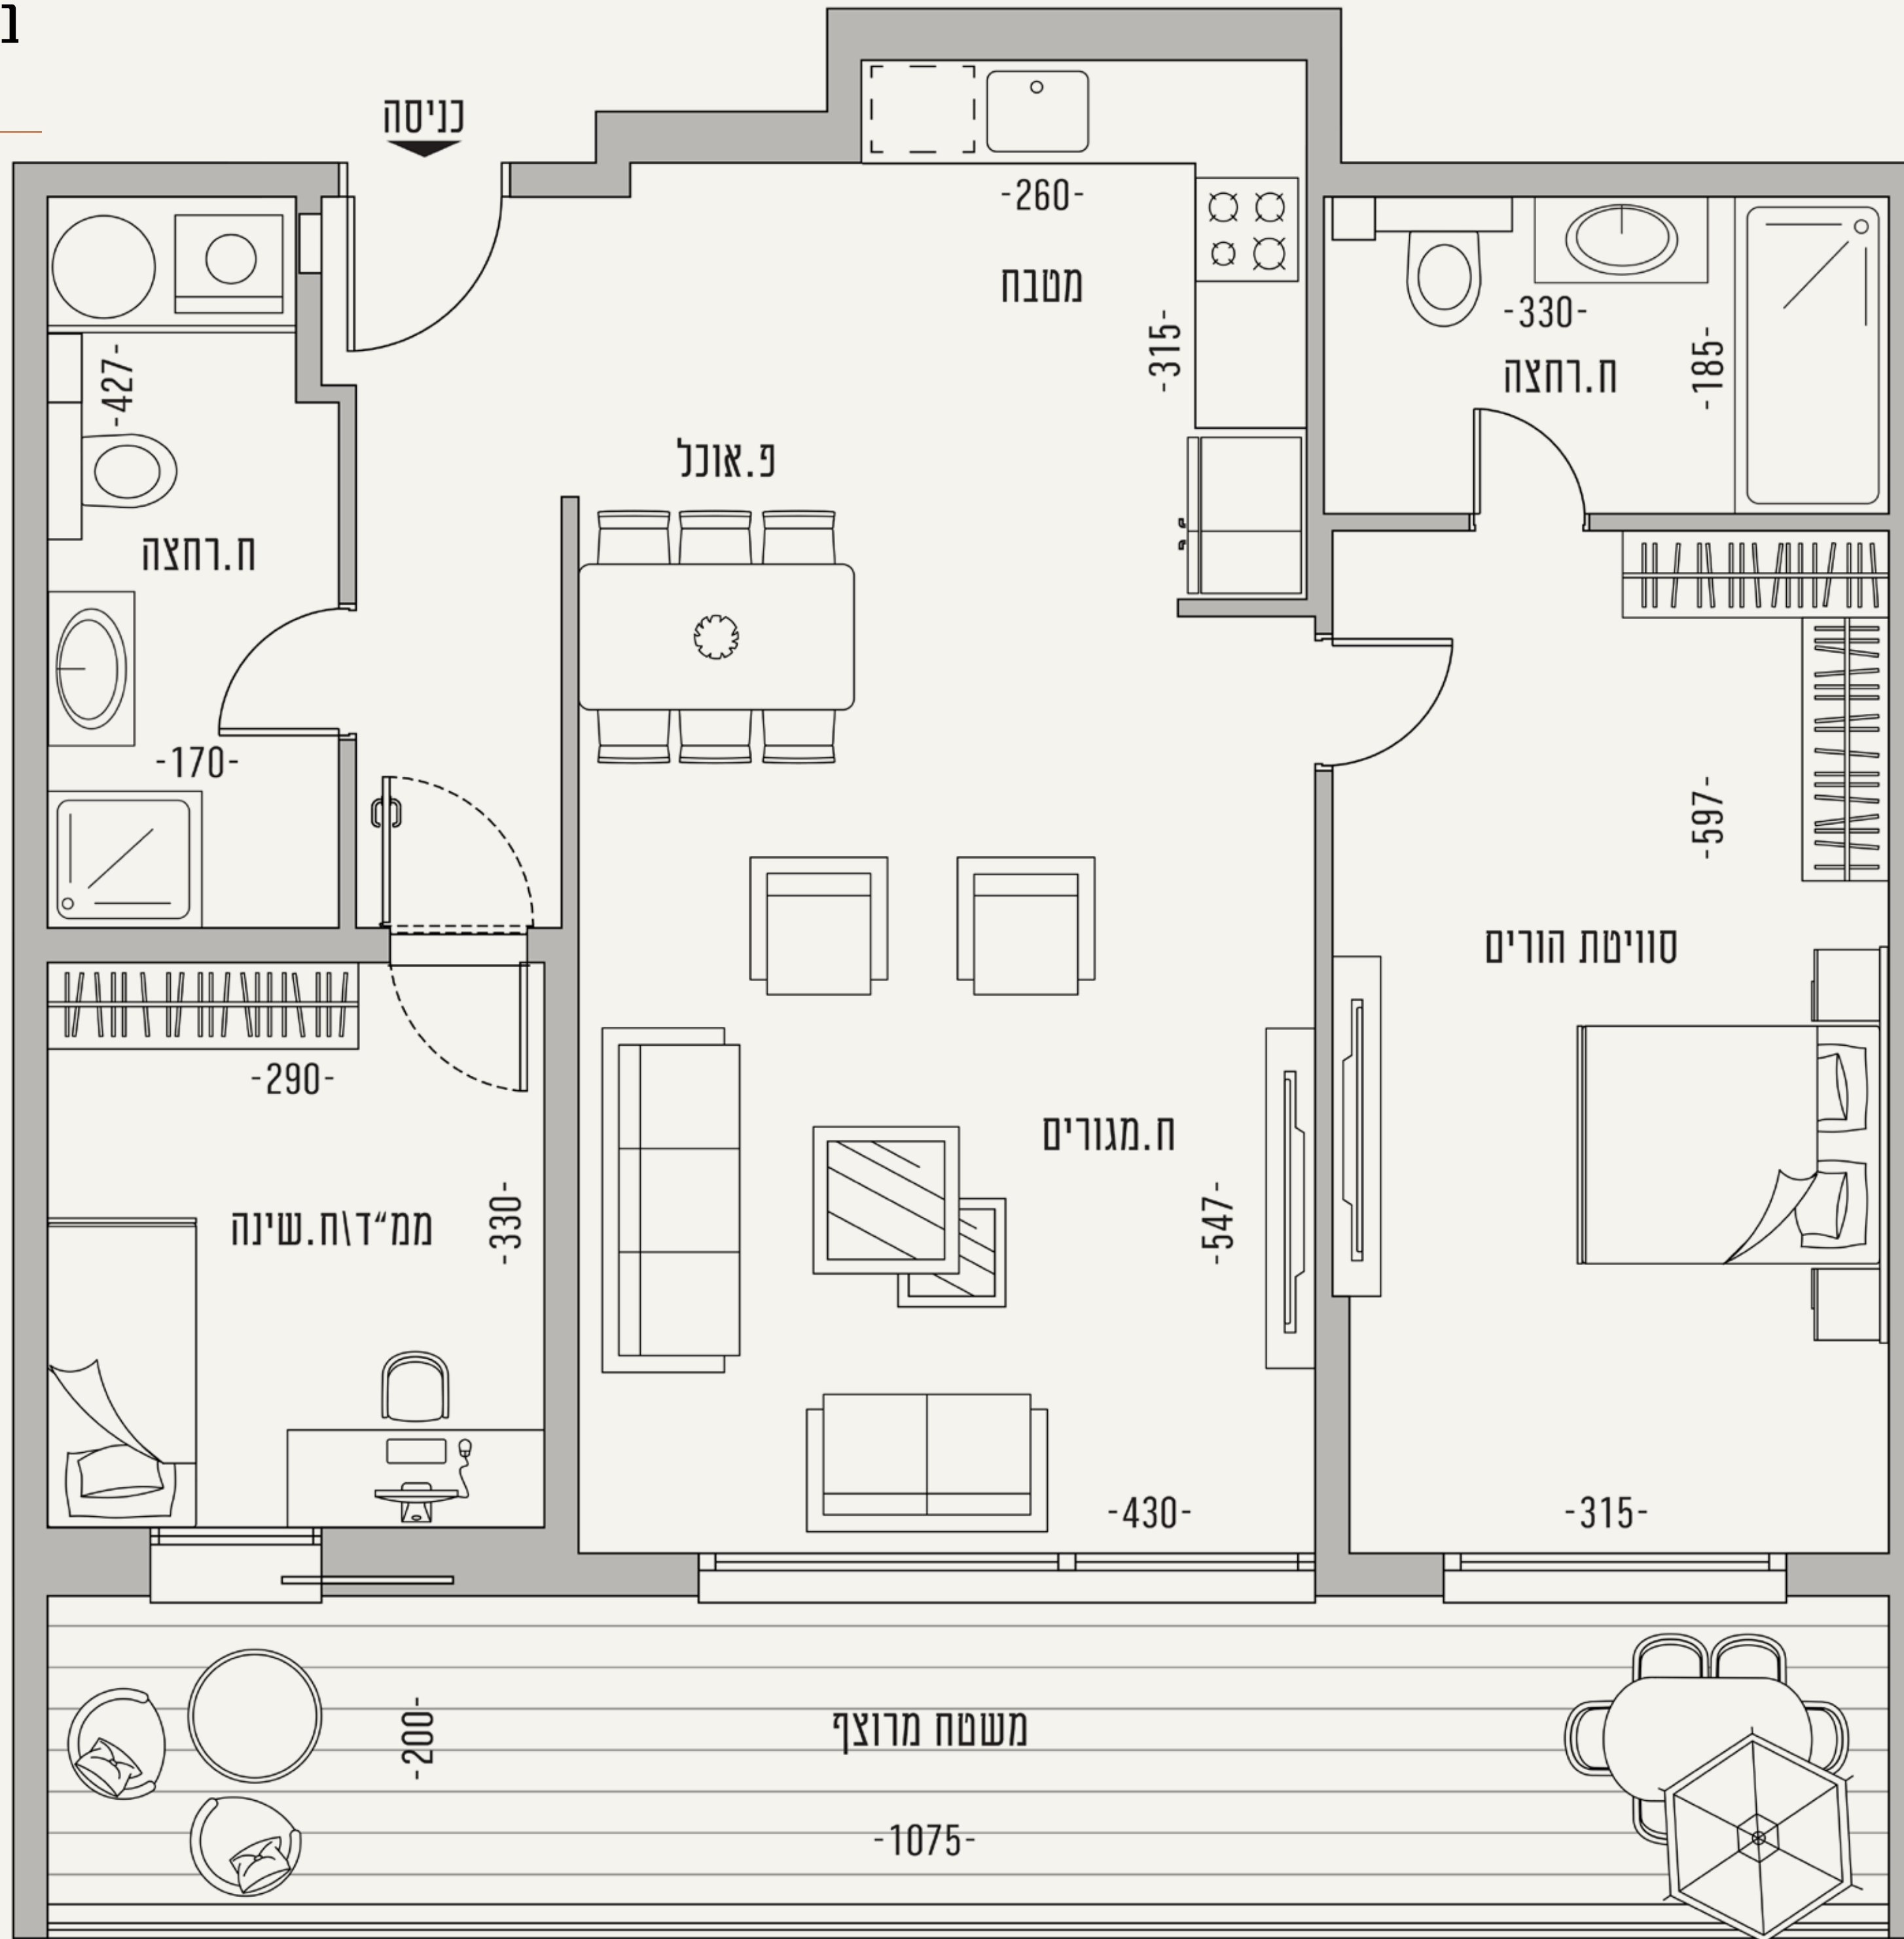 כניסה
-260-
מטבח
-315-
-330-
ח.רחצה
-185-
-427-
פ.אוכל
ח.רחצה
-170-
-597-
סוויטת הורים
-290-
ח.מגורים
ממ״ד\ח.שינה
-330-
-547-
-430-
-315-
משטח מרוצף
-200-
-1075-